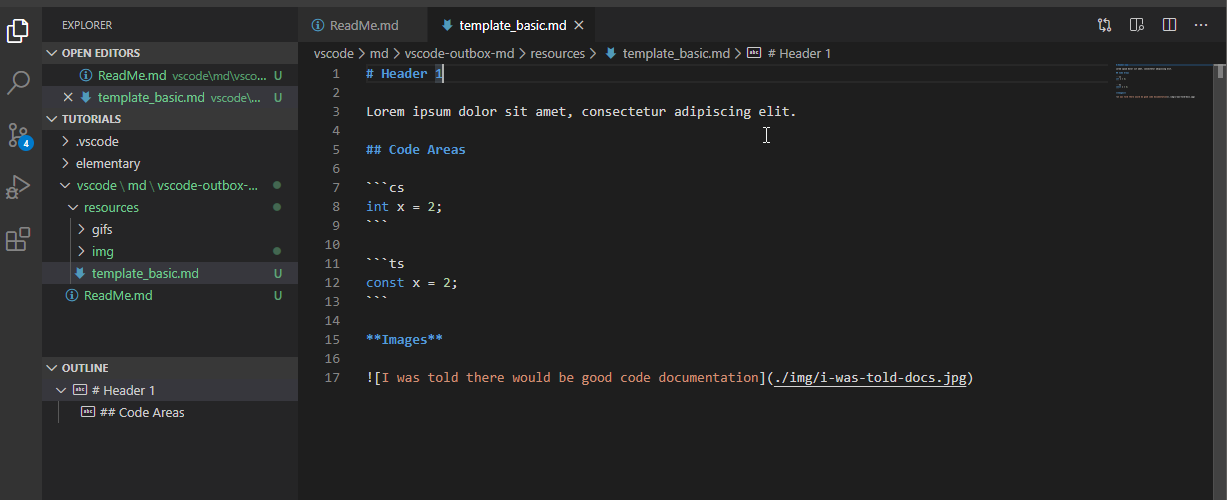 EXPLORER
OPEN EDITORS
ReadMe.md vscode\md\vsco... U
template_basic.md vscode\... U
TUTORIALS
.vscode
elementary
vscode \ md \ vscode-outbox-...
resources
gifs
img
template_basic.md U
ReadMe.md U
OUTLINE
# Header 1
## Code Areas
4
ReadMe.md
template_basic.md
vscode > md > vscode-outbox-md > resources > template_basic.md > # Header 1
1 # Header 1
2
3 Lorem ipsum dolor sit amet, consectetur adipiscing elit.
4
5 ## Code Areas
6
7 ```cs
8 int x = 2;
9 ```
10
11 ```ts
12 const x = 2;
13 ```
14
15 **Images**
16
17 ![I was told there would be good code documentation](./img/i-was-told-docs.jpg)